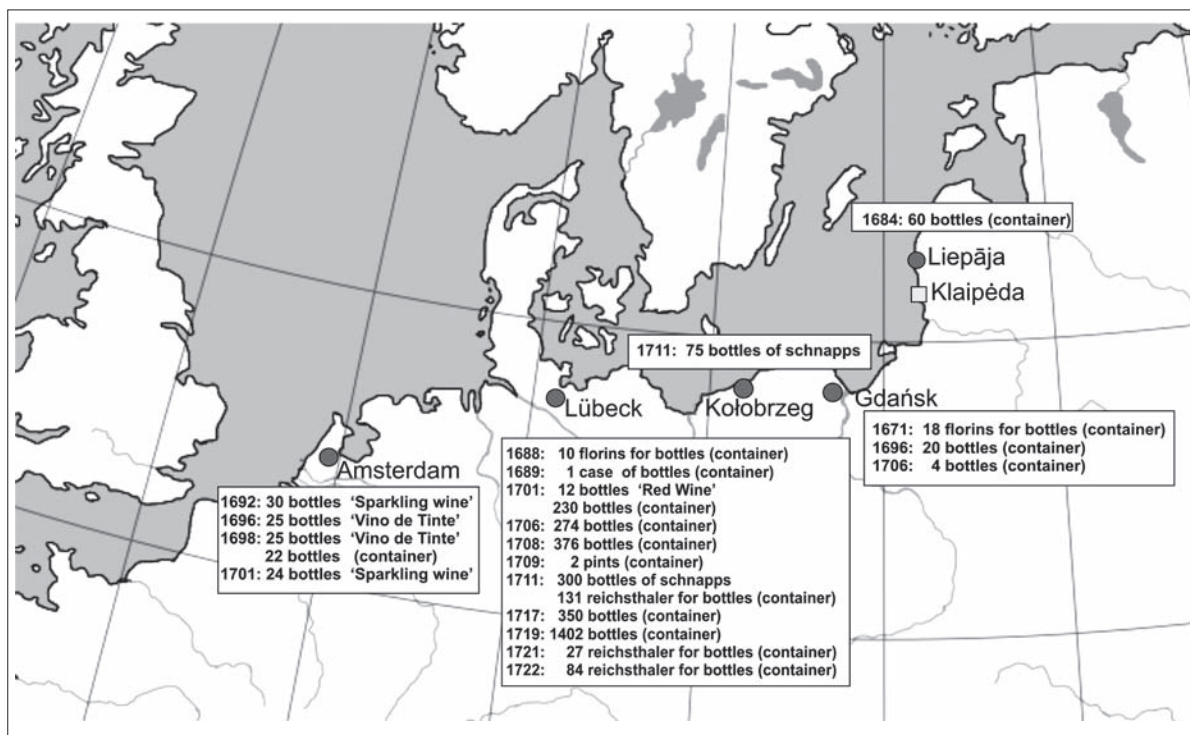 1684: 60 bottles (container)
Liepāja
Klaipėda
1711: 75 bottles of schnapps
Lübeck
Kołobrzeg
Gdańsk
1671: 18 florins for bottles (container)
1696: 20 bottles (container)
1706: 4 bottles (container)
Amsterdam
1692: 30 bottles ‘Sparkling wine’
1696: 25 bottles ‘Vino de Tinte’
1698: 25 bottles ‘Vino de Tinte’
22 bottles (container)
1701: 24 bottles ‘Sparkling wine’
1688: 10 florins for bottles (container)
1689: 1 case of bottles (container)
1701: 12 bottles ‘Red Wine’
230 bottles (container)
1706: 274 bottles (container)
1708: 376 bottles (container)
1709: 2 pints (container)
1711: 300 bottles of schnapps
131 reichsthaler for bottles (container)
1717: 350 bottles (container)
1719: 1402 bottles (container)
1721: 27 reichsthaler for bottles (container)
1722: 84 reichsthaler for bottles (container)